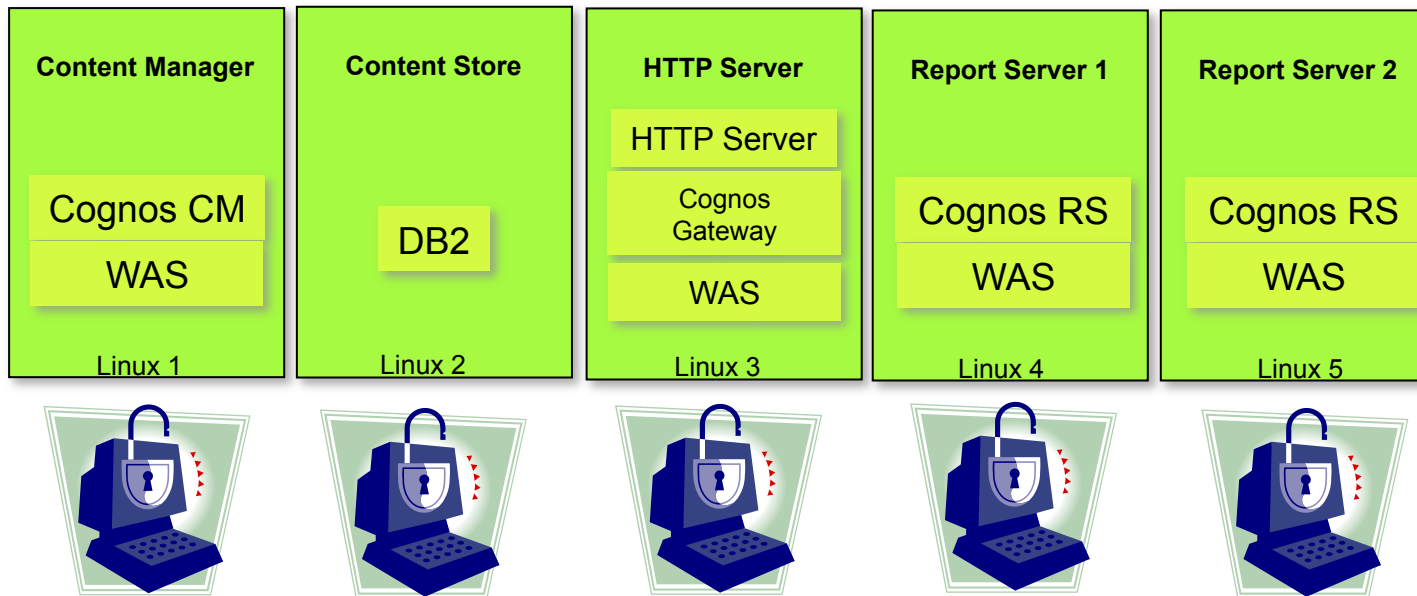 Content Manager
Cognos CM
WAS
Linux 1
Content Store
DB2
Linux 2
HTTP Server
HTTP Server
Cognos
Gateway
WAS
Linux 3
Report Server 1
Cognos RS
WAS
Linux 4
Report Server 2
Cognos RS
WAS
Linux 5